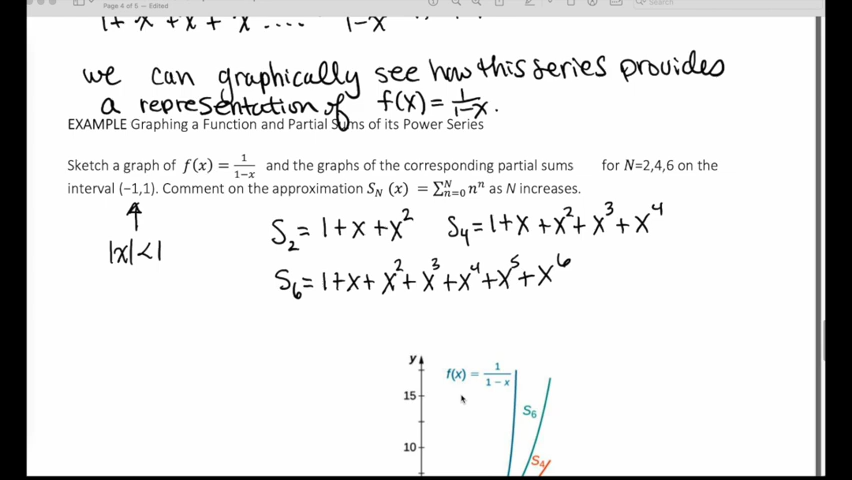 Page 4 of 5 — Edited
Search
1+ x + x + x ....  1-x
we can graphically see how this series provides
a representation of f(x) = 1/1-x.
EXAMPLE Graphing a Function and Partial Sums of its Power Series
Sketch a graph of f(x) = 1/1-x and the graphs of the corresponding partial sums for N=2,4,6 on the
interval (−1,1). Comment on the approximation S_N (x) = Σ_{n=0}^{N} n^n as N increases.
|x|<1
S₂ = 1+x+x² S₄ = 1+x+x²+x³+x⁴
S₆ = 1+x+x²+x³+x⁴+x⁵+x⁶
y
f(x) = 1/1 − x
15
S₆
10
S₄